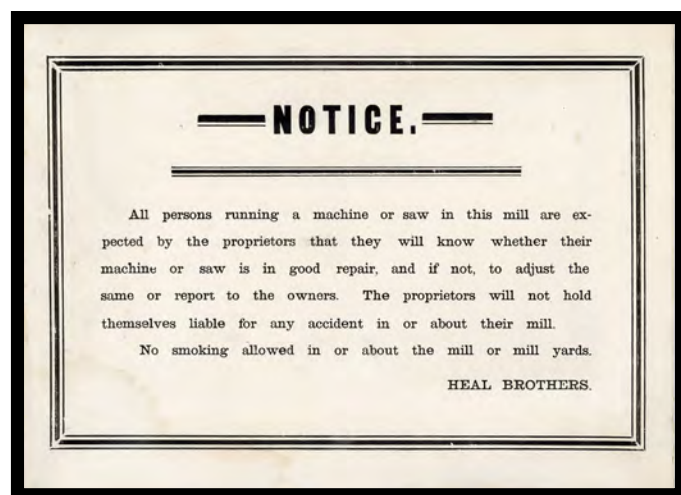 NOTICE.
All persons running a machine or saw in this mill are ex-
pected by the proprietors that they will know whether their
machine or saw is in good repair, and if not, to adjust the
same or report to the owners. The proprietors will not hold
themselves liable for any accident in or about their mill.
No smoking allowed in or about the mill or mill yards.
HEAL BROTHERS.